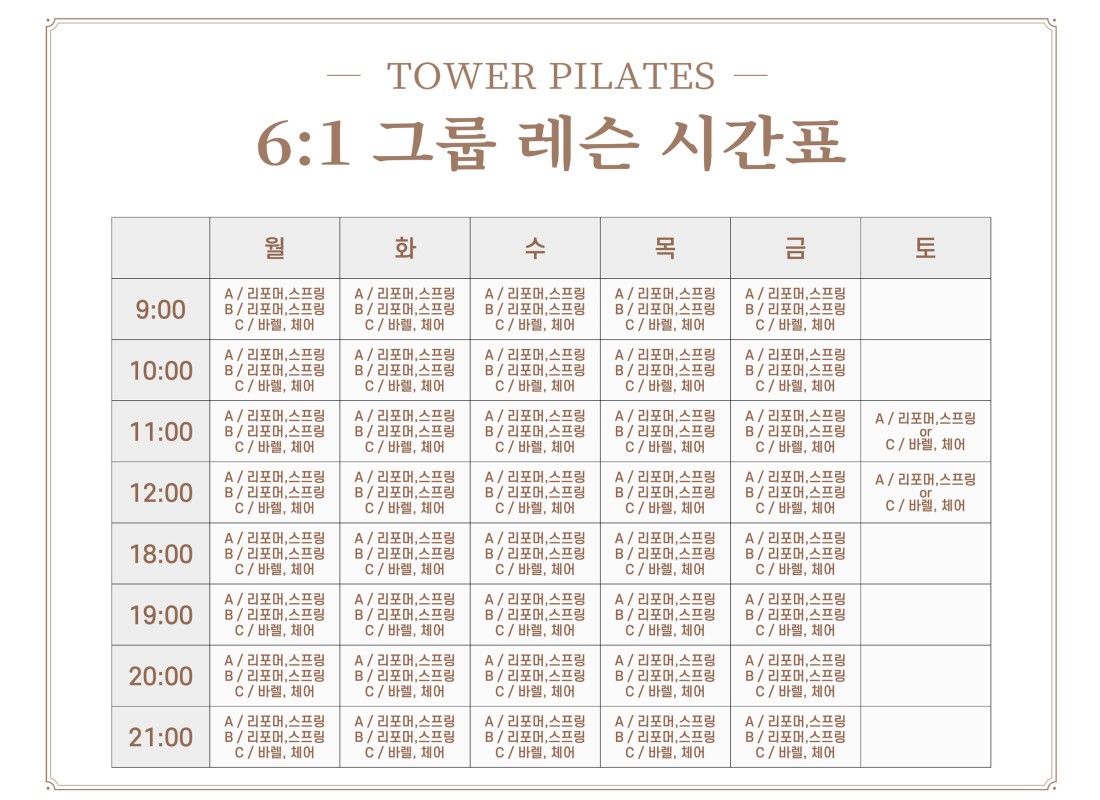 TOWER PILATES
6:1 그룹 레슨 시간표
월 화 수 목 금 토
9:00
A / 리포머,스프링 A / 리포머,스프링 A / 리포머,스프링 A / 리포머,스프링 A / 리포머,스프링
B / 리포머,스프링 B / 리포머,스프링 B / 리포머,스프링 B / 리포머,스프링 B / 리포머,스프링
C / 바렐, 체어 C / 바렐, 체어 C / 바렐, 체어 C / 바렐, 체어 C / 바렐, 체어
10:00
A / 리포머,스프링 A / 리포머,스프링 A / 리포머,스프링 A / 리포머,스프링 A / 리포머,스프링
B / 리포머,스프링 B / 리포머,스프링 B / 리포머,스프링 B / 리포머,스프링 B / 리포머,스프링
C / 바렐, 체어 C / 바렐, 체어 C / 바렐, 체어 C / 바렐, 체어 C / 바렐, 체어
11:00
A / 리포머,스프링 A / 리포머,스프링 A / 리포머,스프링 A / 리포머,스프링 A / 리포머,스프링 A / 리포머,스프링
B / 리포머,스프링 B / 리포머,스프링 B / 리포머,스프링 B / 리포머,스프링 B / 리포머,스프링 or
C / 바렐, 체어 C / 바렐, 체어 C / 바렐, 체어 C / 바렐, 체어 C / 바렐, 체어 C / 바렐, 체어
12:00
A / 리포머,스프링 A / 리포머,스프링 A / 리포머,스프링 A / 리포머,스프링 A / 리포머,스프링 A / 리포머,스프링
B / 리포머,스프링 B / 리포머,스프링 B / 리포머,스프링 B / 리포머,스프링 B / 리포머,스프링 or
C / 바렐, 체어 C / 바렐, 체어 C / 바렐, 체어 C / 바렐, 체어 C / 바렐, 체어 C / 바렐, 체어
18:00
A / 리포머,스프링 A / 리포머,스프링 A / 리포머,스프링 A / 리포머,스프링 A / 리포머,스프링
B / 리포머,스프링 B / 리포머,스프링 B / 리포머,스프링 B / 리포머,스프링 B / 리포머,스프링
C / 바렐, 체어 C / 바렐, 체어 C / 바렐, 체어 C / 바렐, 체어 C / 바렐, 체어
19:00
A / 리포머,스프링 A / 리포머,스프링 A / 리포머,스프링 A / 리포머,스프링 A / 리포머,스프링
B / 리포머,스프링 B / 리포머,스프링 B / 리포머,스프링 B / 리포머,스프링 B / 리포머,스프링
C / 바렐, 체어 C / 바렐, 체어 C / 바렐, 체어 C / 바렐, 체어 C / 바렐, 체어
20:00
A / 리포머,스프링 A / 리포머,스프링 A / 리포머,스프링 A / 리포머,스프링 A / 리포머,스프링
B / 리포머,스프링 B / 리포머,스프링 B / 리포머,스프링 B / 리포머,스프링 B / 리포머,스프링
C / 바렐, 체어 C / 바렐, 체어 C / 바렐, 체어 C / 바렐, 체어 C / 바렐, 체어
21:00
A / 리포머,스프링 A / 리포머,스프링 A / 리포머,스프링 A / 리포머,스프링 A / 리포머,스프링
B / 리포머,스프링 B / 리포머,스프링 B / 리포머,스프링 B / 리포머,스프링 B / 리포머,스프링
C / 바렐, 체어 C / 바렐, 체어 C / 바렐, 체어 C / 바렐, 체어 C / 바렐, 체어